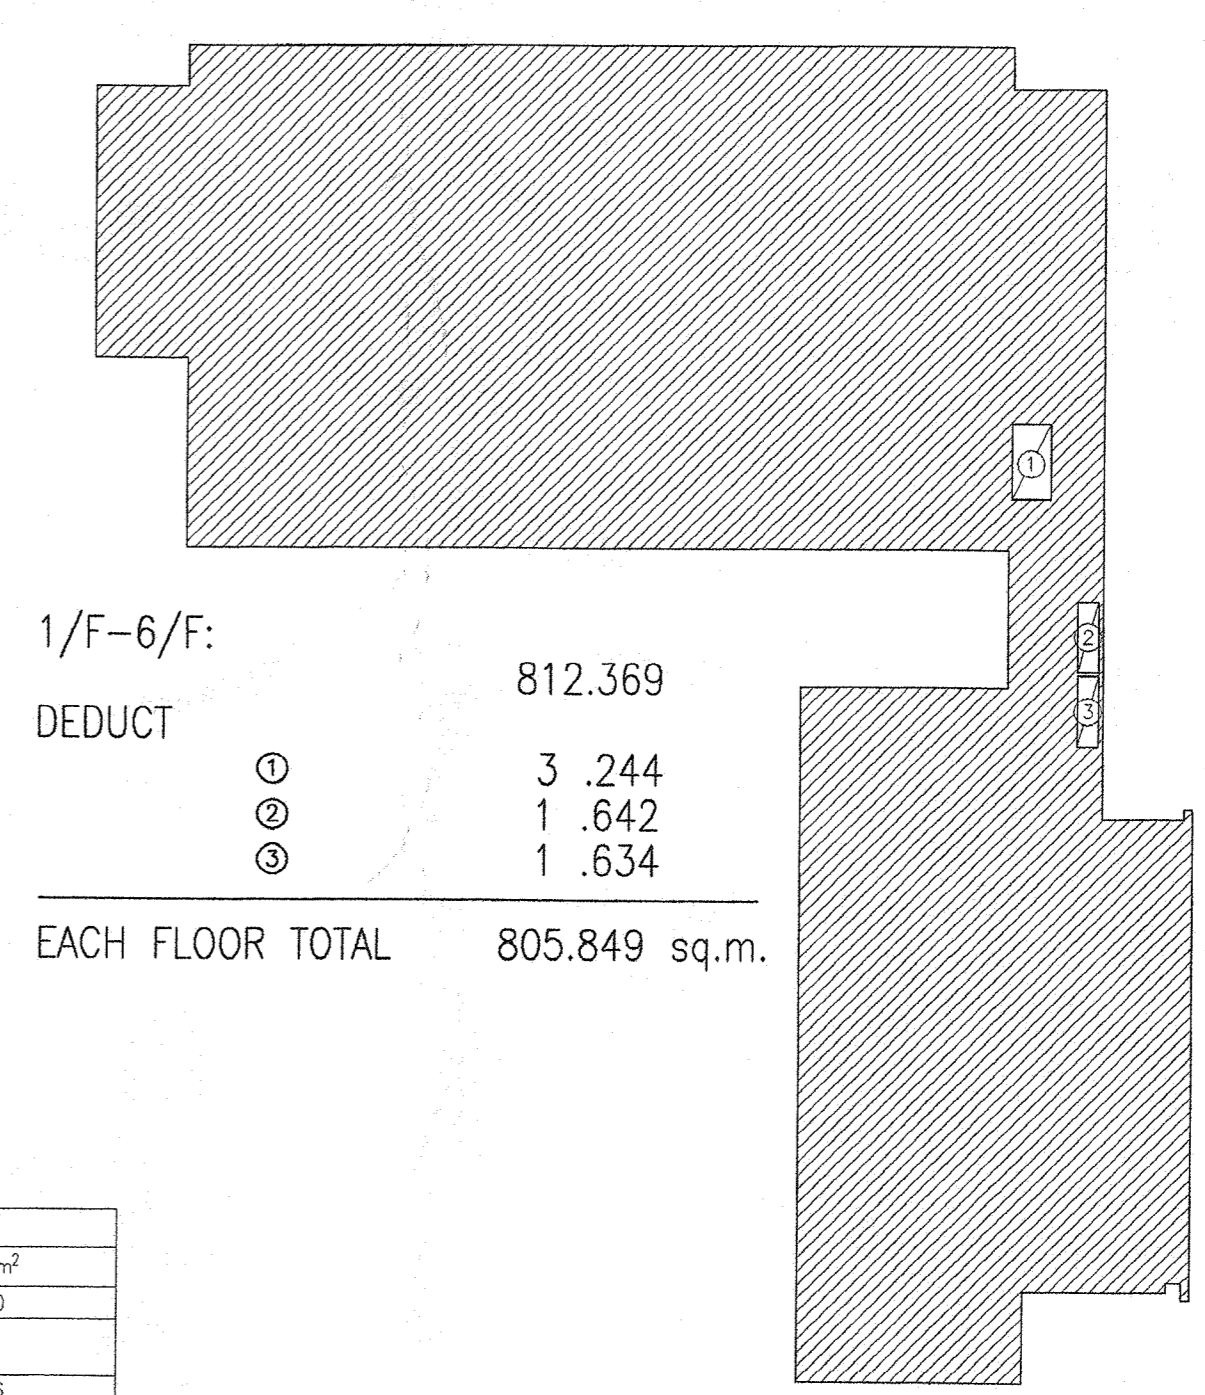 1
2
3
1/F-6/F:
812.369
DEDUCT
① 3 .244
② 1 .642
③ 1 .634
EACH FLOOR TOTAL 805.849 sq.m.
m²